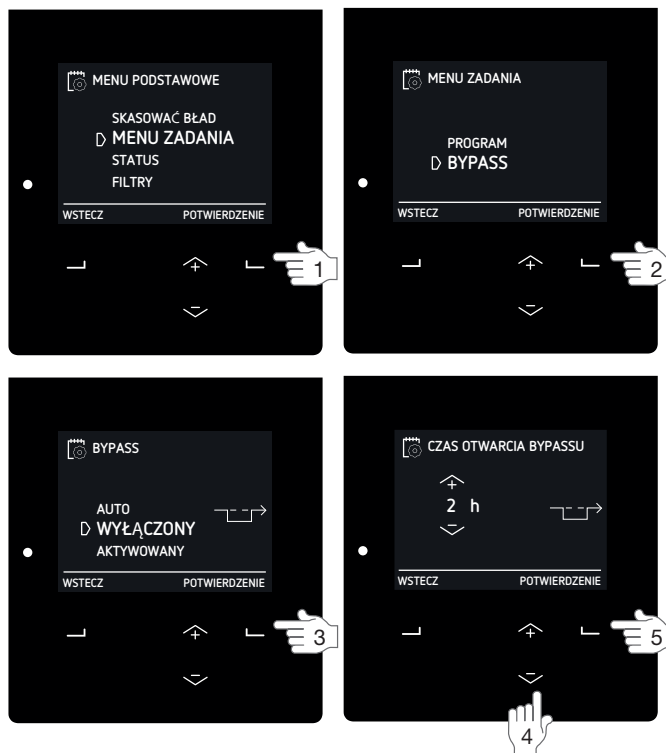 MENU PODSTAWOWE
SKASOWAĆ BŁAD
MENU ZADANIA
STATUS
FILTRY
WSTECZ POTWIERDZENIE
1
MENU ZADANIA
PROGRAM
BYPASS
WSTECZ POTWIERDZENIE
2
BYPASS
AUTO
WYŁĄCZONY
AKTYWOWANY
WSTECZ POTWIERDZENIE
3
CZAS OTWARCIA BYPASSU
2 h
WSTECZ POTWIERDZENIE
5
4